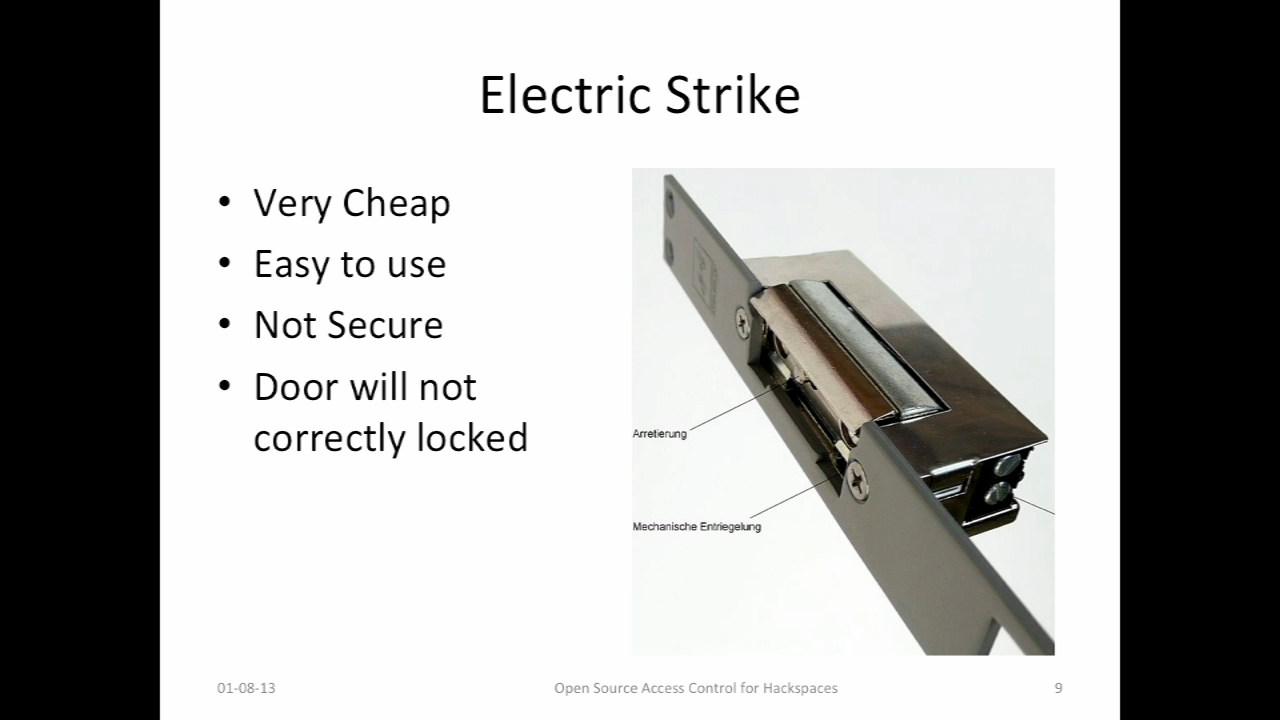 Electric Strike
• Very Cheap
• Easy to use
• Not Secure
• Door will not
correctly locked
Arretierung
Mechanische Entriegelung
01-08-13
Open Source Access Control for Hackspaces
9